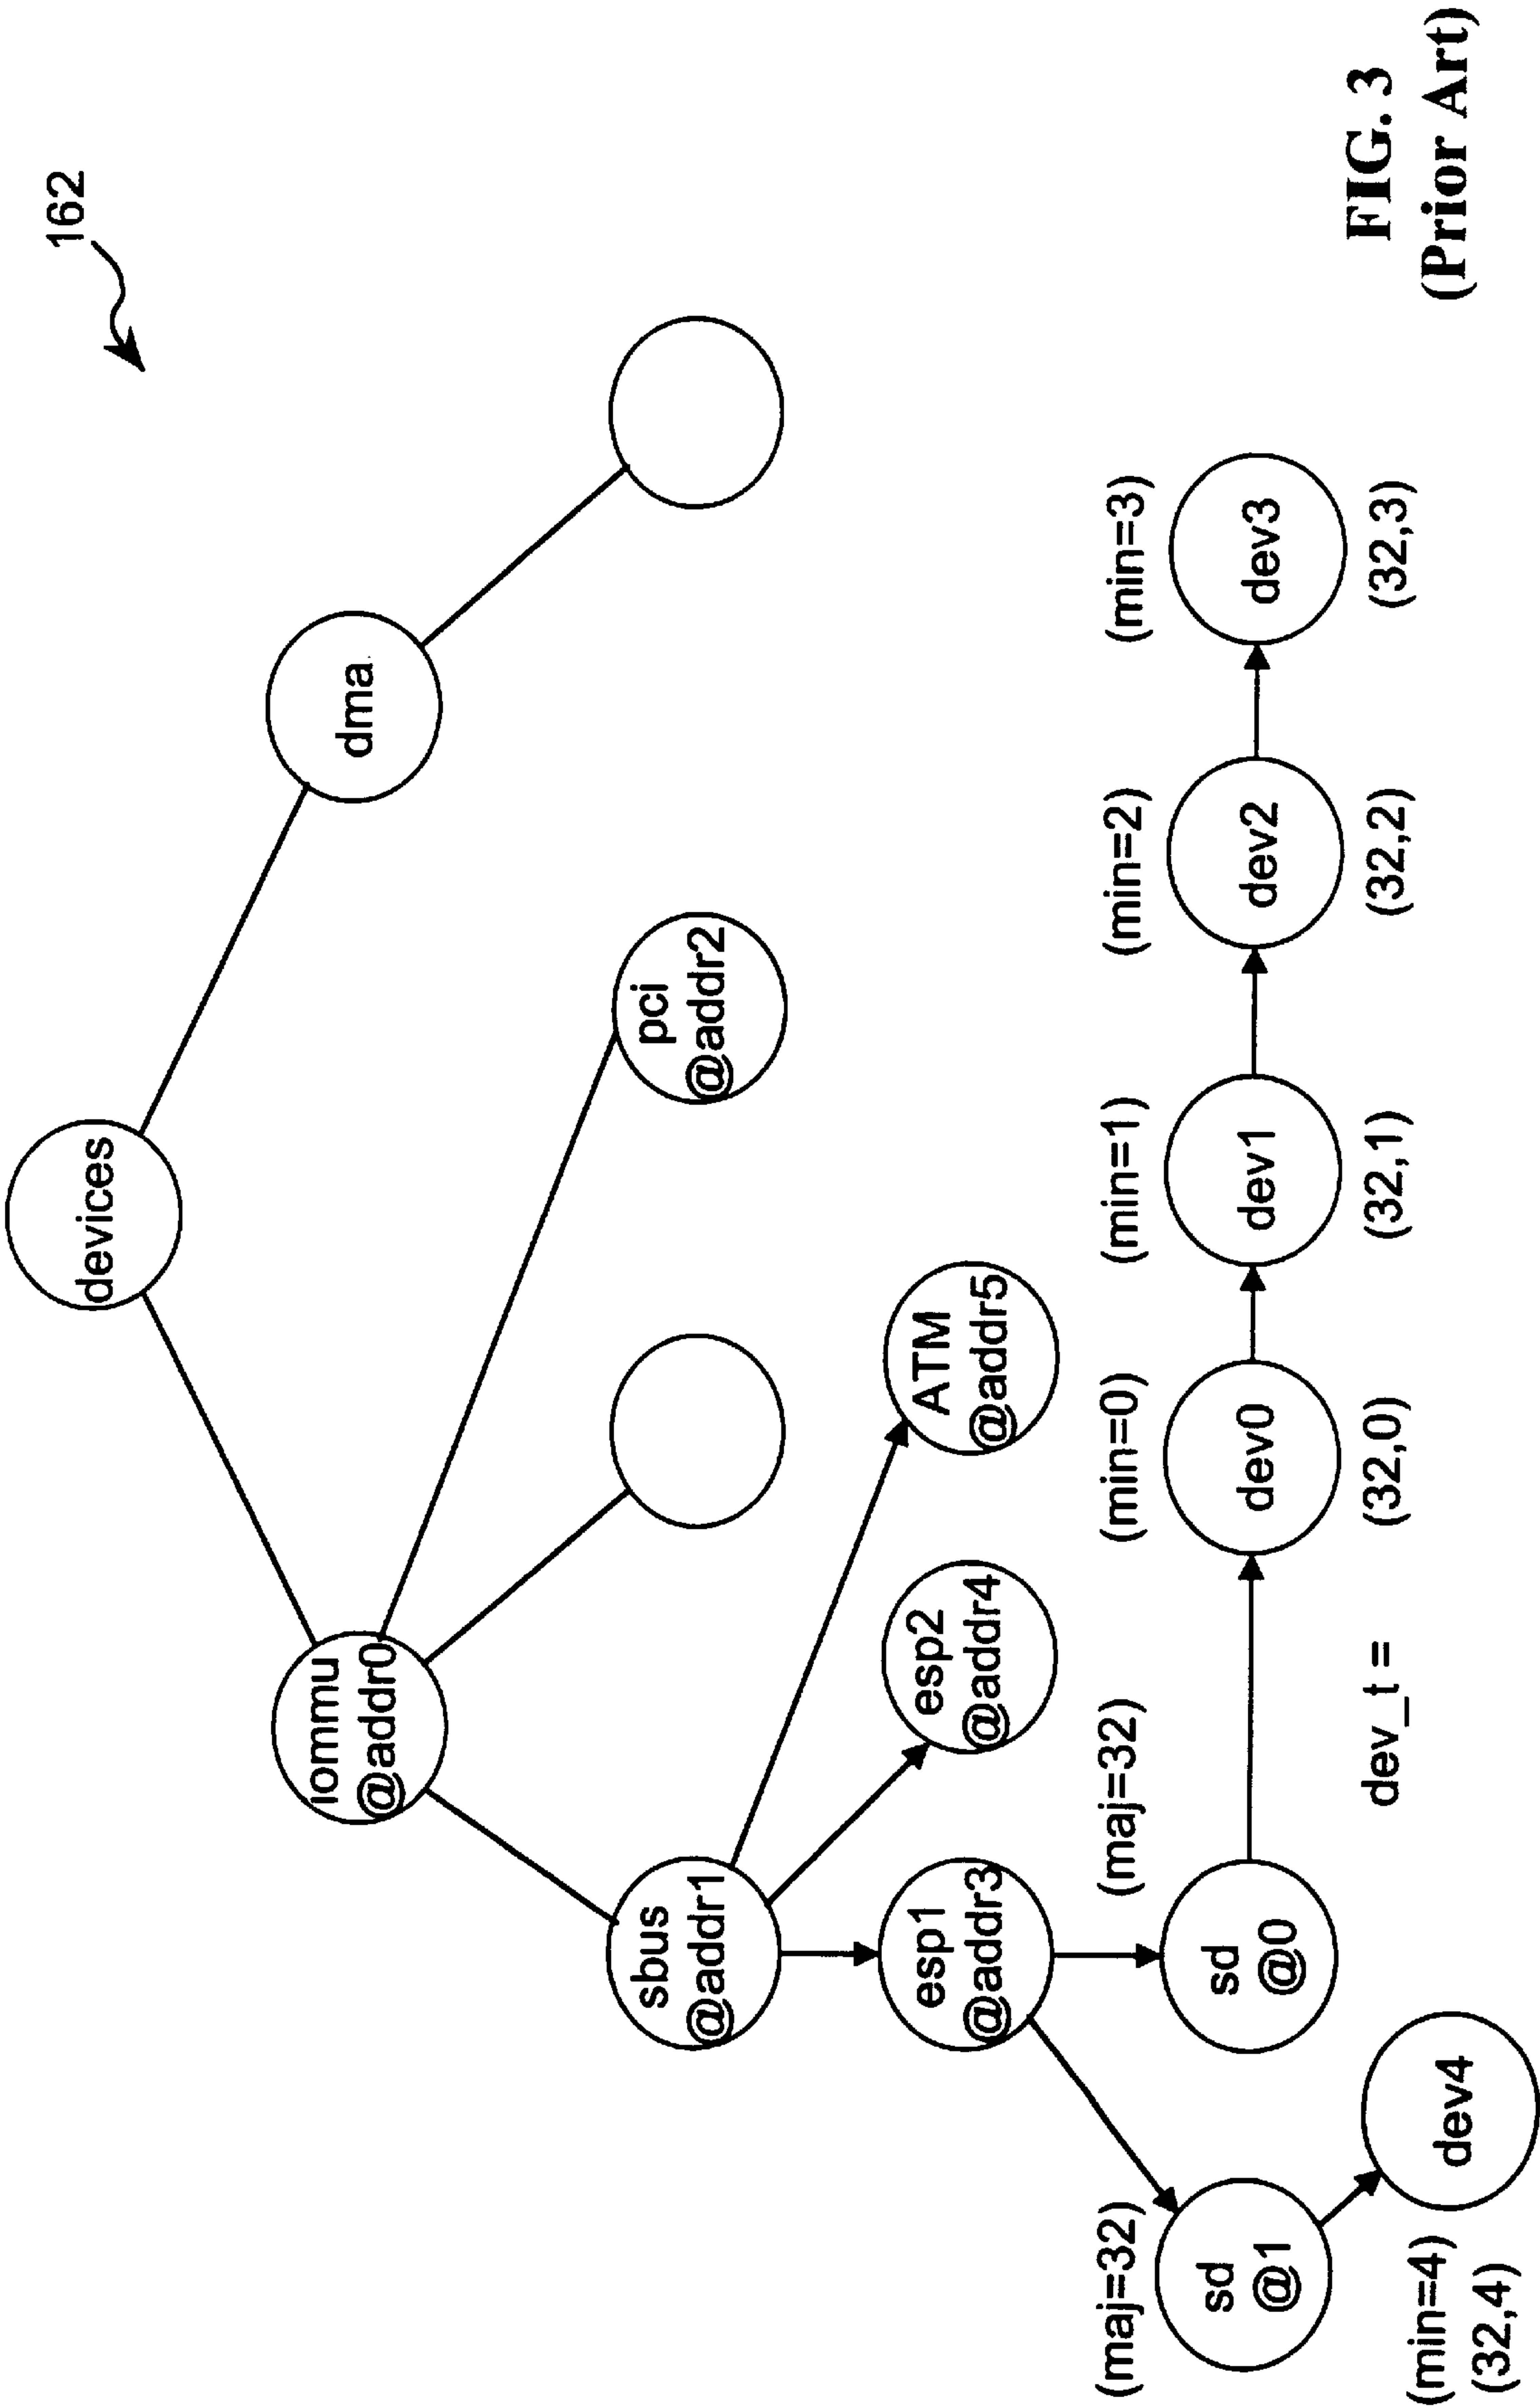 162
devices
iommu
@addr0
dma
sbus
@addr1
pci
@addr2
esp1
@addr3
esp2
@addr4
ATM
@addr5
(maj=32)
(maj=32)
(min=0)
(min=1)
(min=2)
(min=3)
sd
@1
sd
@0
dev0
dev1
dev2
dev3
dev_t =
(32,0)
(32,1)
(32,2)
(32,3)
dev4
(min=4)
(32,4)
FIG. 3
(Prior Art)